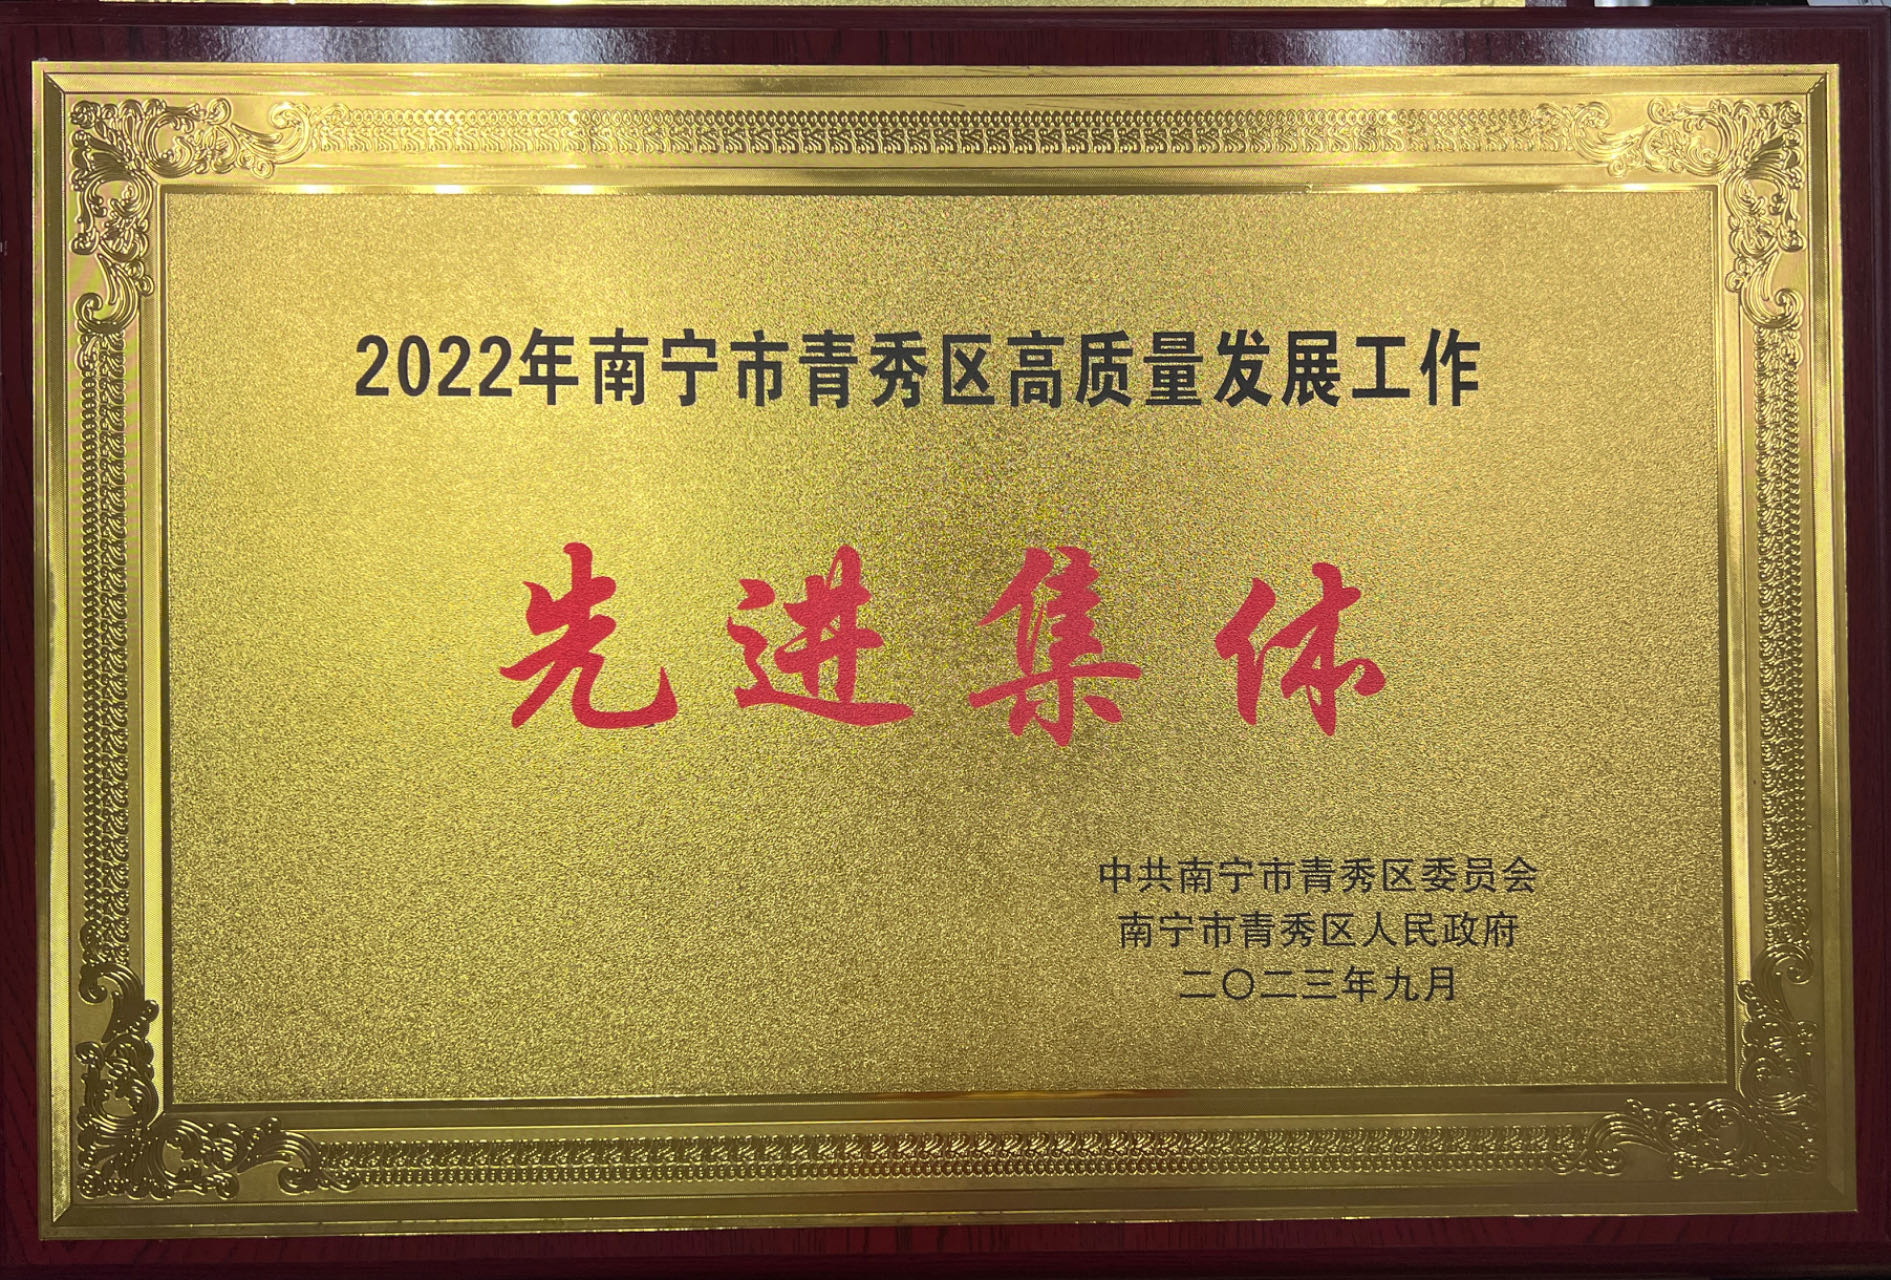 2022年南宁市青秀区高质量发展工作
先进集体
中共南宁市青秀区委员会
南宁市青秀区人民政府
二〇二三年九月